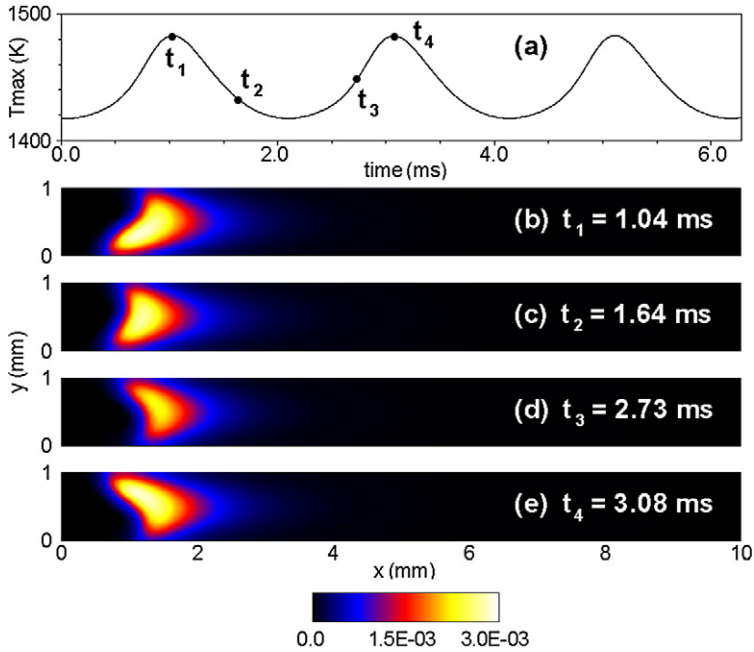 1500
Tmax (K)
1400
(a)
t1
t2
t3
t4
0.0 2.0 4.0 6.0
time (ms)
1
0
(b) t1 = 1.04 ms
1
0
(c) t2 = 1.64 ms
y (mm)
1
0
(d) t3 = 2.73 ms
1
0
(e) t4 = 3.08 ms
0 2 4 6 8 10
x (mm)
0.0 1.5E-03 3.0E-03